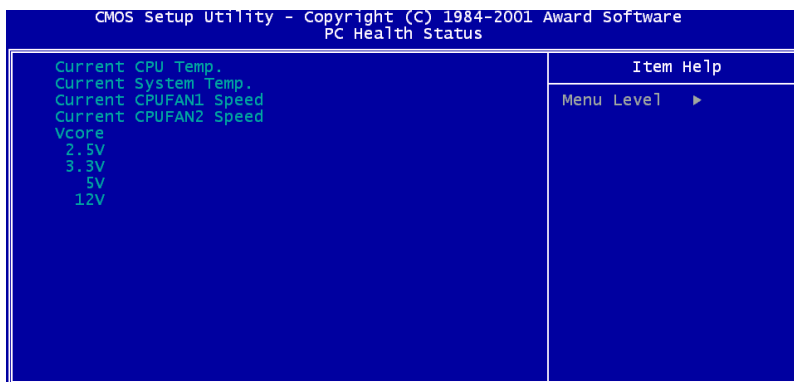 CMOS Setup Utility - Copyright (C) 1984-2001 Award Software
PC Health Status
Current CPU Temp.
Current System Temp.
Current CPUFAN1 Speed
Current CPUFAN2 Speed
Vcore
2.5V
3.3V
5V
12V
Item Help
Menu Level ►